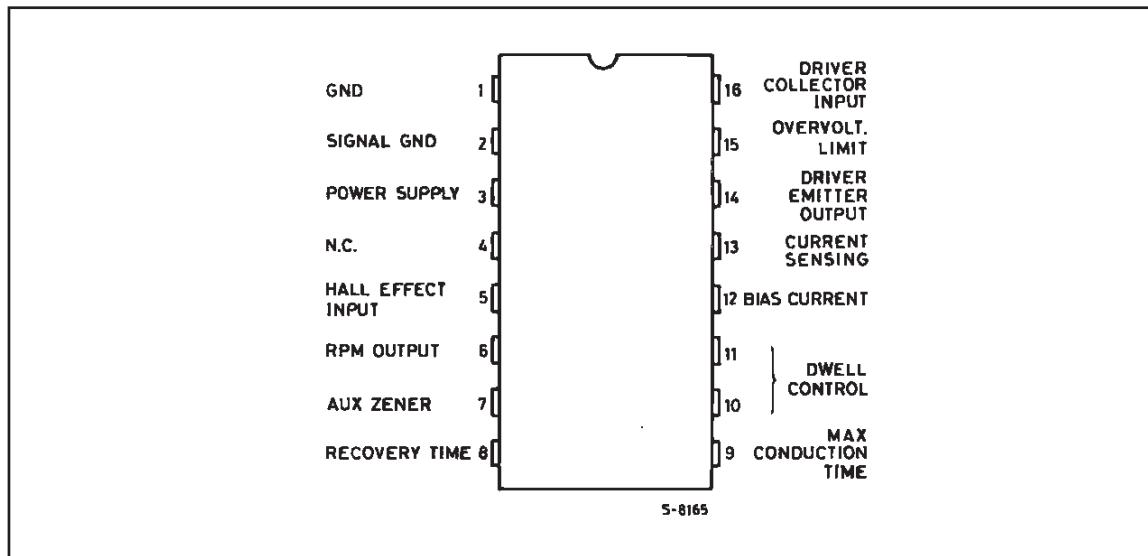 GND 1
SIGNAL GND 2
POWER SUPPLY 3
N.C. 4
HALL EFFECT
INPUT 5
RPM OUTPUT 6
AUX ZENER 7
RECOVERY TIME 8
16 DRIVER
COLLECTOR
INPUT
15 OVERVOLT.
LIMIT
14 DRIVER
EMITTER
OUTPUT
13 CURRENT
SENSING
12 BIAS CURRENT
11
10
DWELL
CONTROL
9 MAX
CONDUCTION
TIME
S-8165